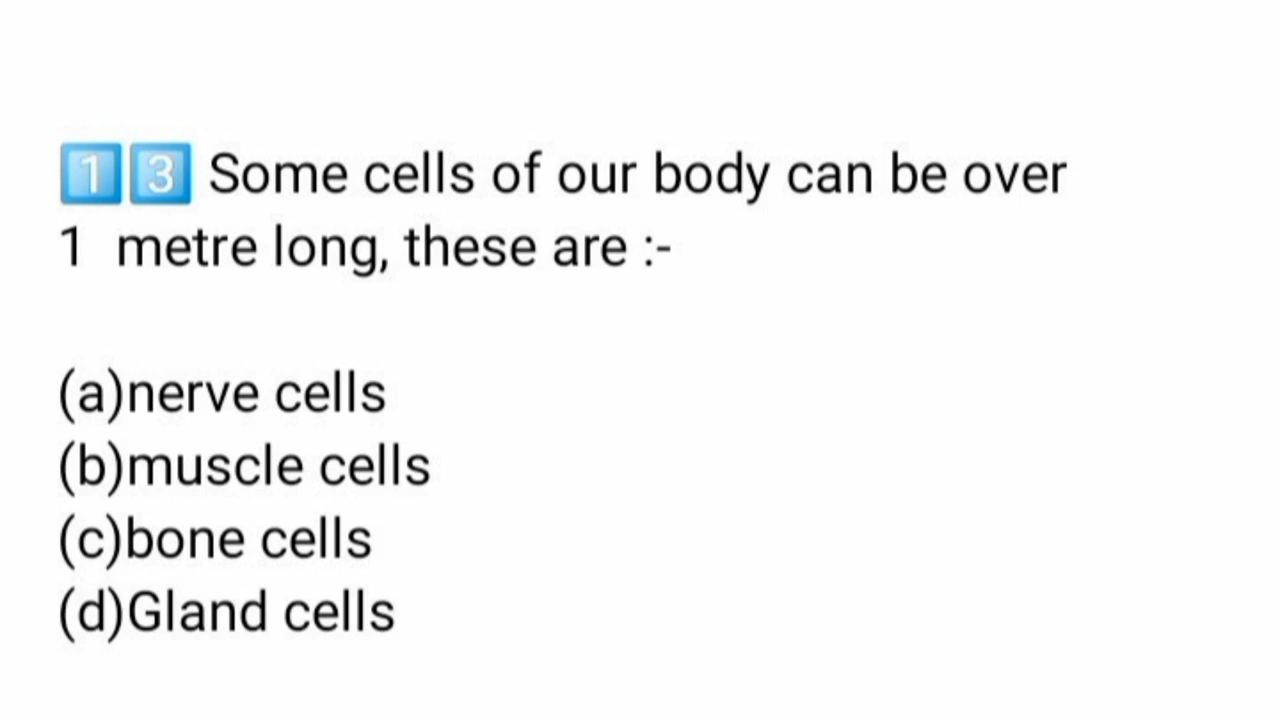 1️⃣3️⃣ Some cells of our body can be over
1 metre long, these are :-
(a)nerve cells
(b)muscle cells
(c)bone cells
(d)Gland cells